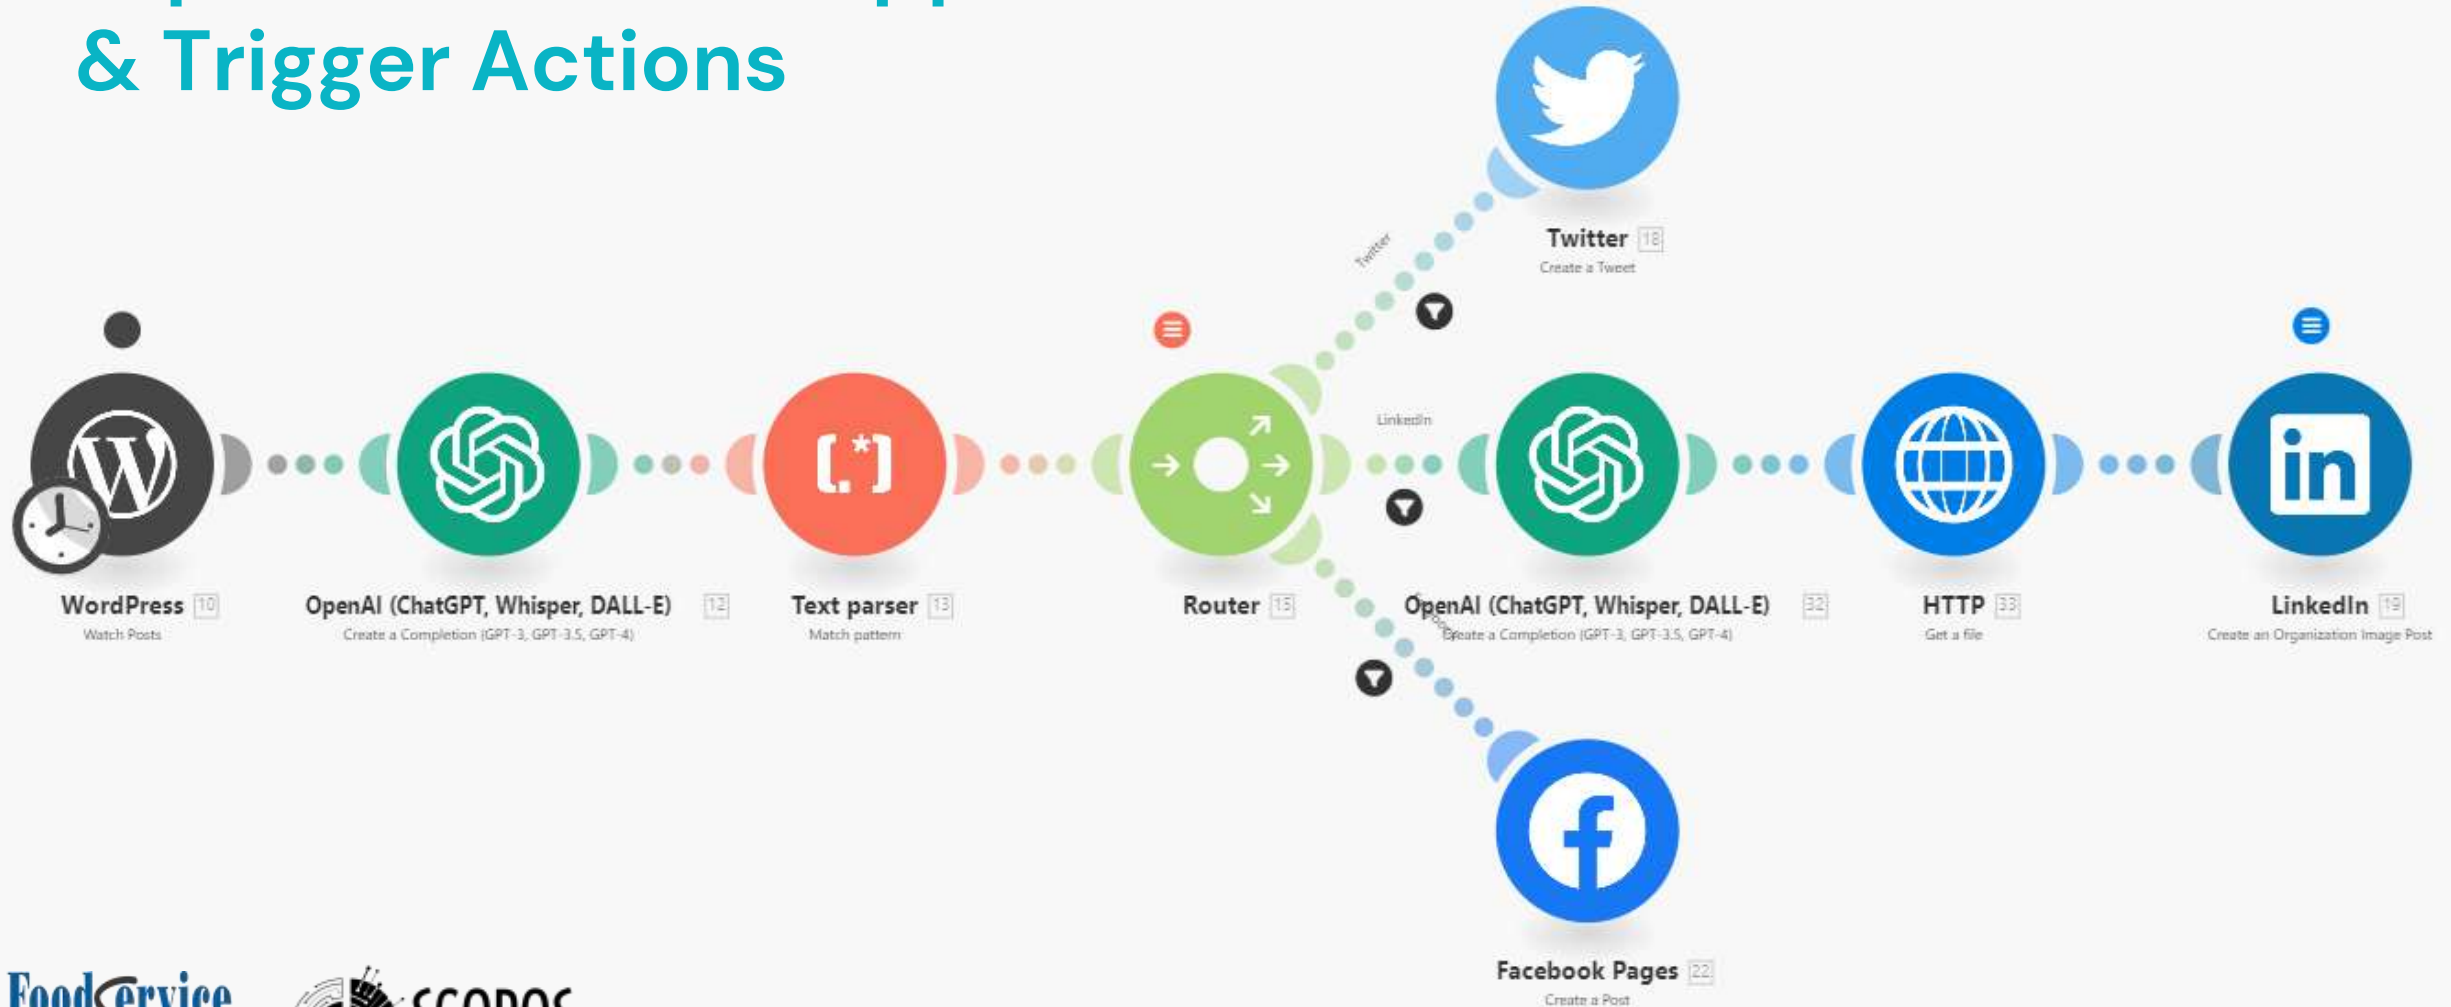 & Trigger Actions
Twitter
Twitter 18
Create a Tweet
LinkedIn
WordPress 10
Watch Posts
OpenAI (ChatGPT, Whisper, DALL-E) 12
Create a Completion (GPT-3, GPT-3.5, GPT-4)
[.*]
Text parser 13
Match pattern
Router 15
OpenAI (ChatGPT, Whisper, DALL-E) 32
Create a Completion (GPT-3, GPT-3.5, GPT-4)
HTTP 33
Get a file
in
LinkedIn 19
Create an Organization Image Post
Facebook Pages 22
Create a Post
FoodService
SCOPOS